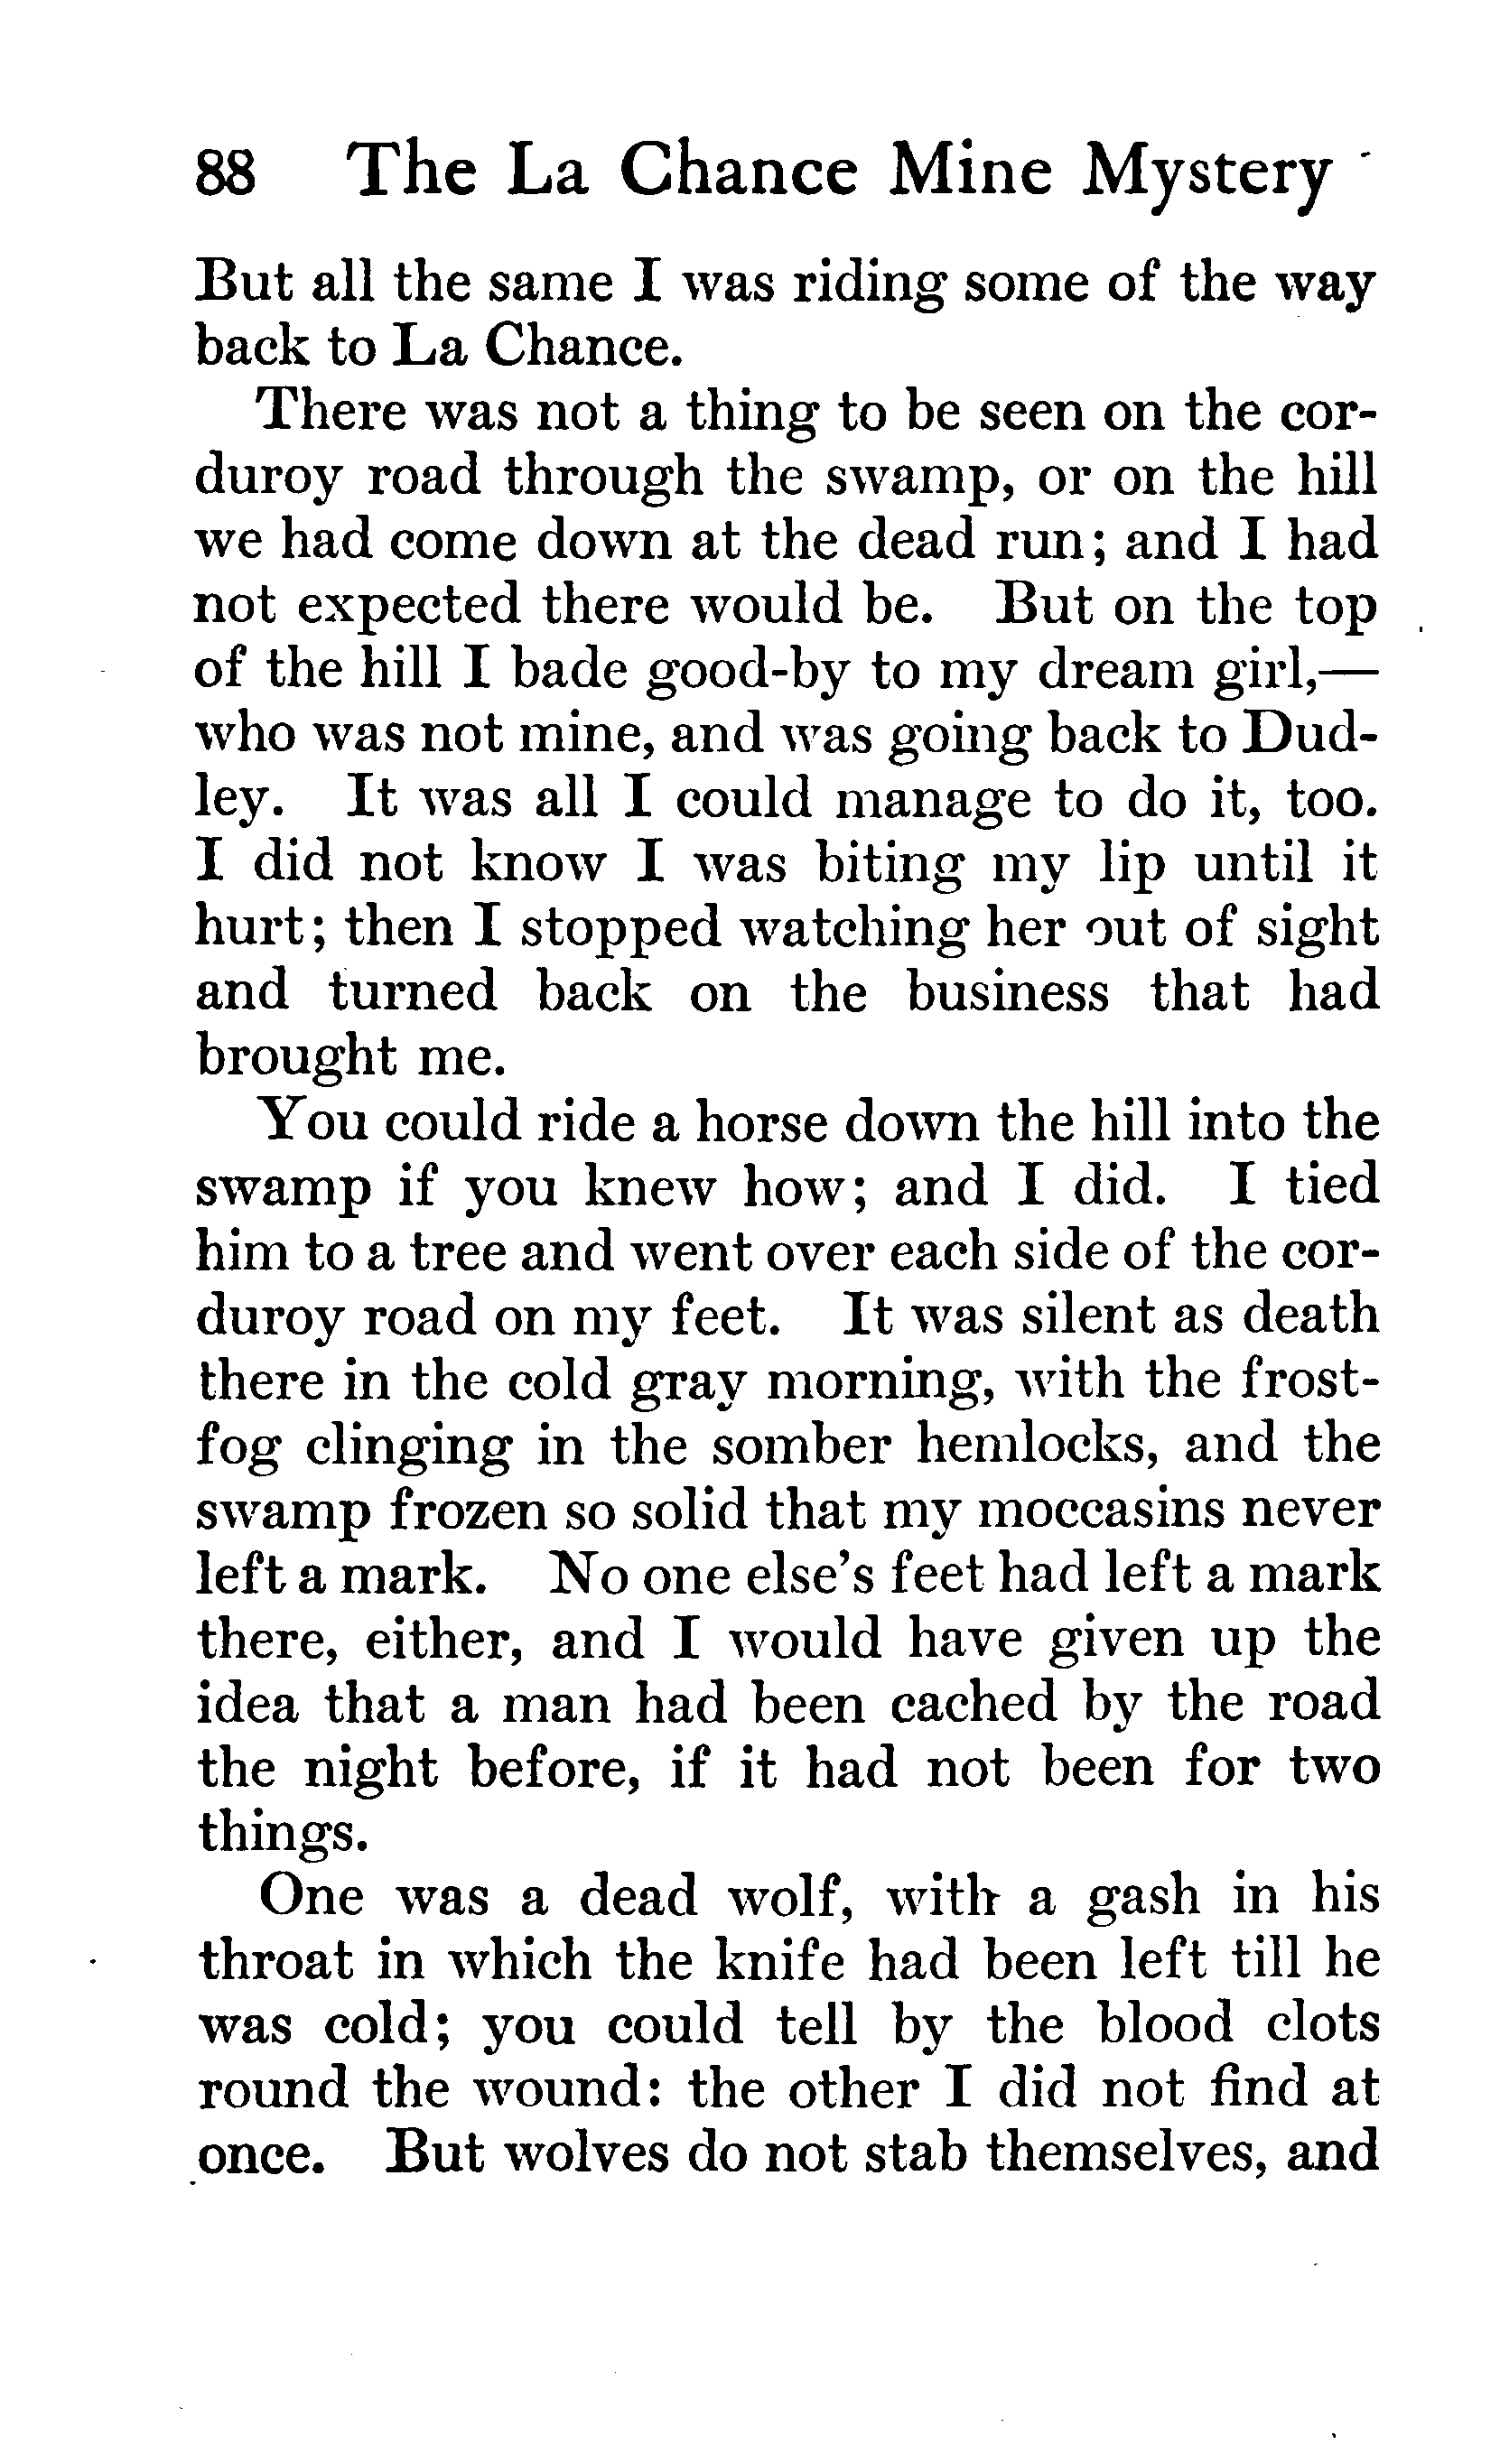 88 The La Chance Mine Mystery
But all the same I was riding some of the way
back to La Chance.
There was not a thing to be seen on the cor-
duroy road through the swamp, or on the hill
we had come down at the dead run; and I had
not expected there would be. But on the top
of the hill I bade good-by to my dream girl,—
who was not mine, and was going back to Dud-
ley. It was all I could manage to do it, too.
I did not know I was biting my lip until it
hurt; then I stopped watching her out of sight
and turned back on the business that had
brought me.
You could ride a horse down the hill into the
swamp if you knew how; and I did. I tied
him to a tree and went over each side of the cor-
duroy road on my feet. It was silent as death
there in the cold gray morning, with the frost-
fog clinging in the somber hemlocks, and the
swamp frozen so solid that my moccasins never
left a mark. No one else's feet had left a mark
there, either, and I would have given up the
idea that a man had been cached by the road
the night before, if it had not been for two
things.
One was a dead wolf, with a gash in his
throat in which the knife had been left till he
was cold; you could tell by the blood clots
round the wound: the other I did not find at
once. But wolves do not stab themselves, and